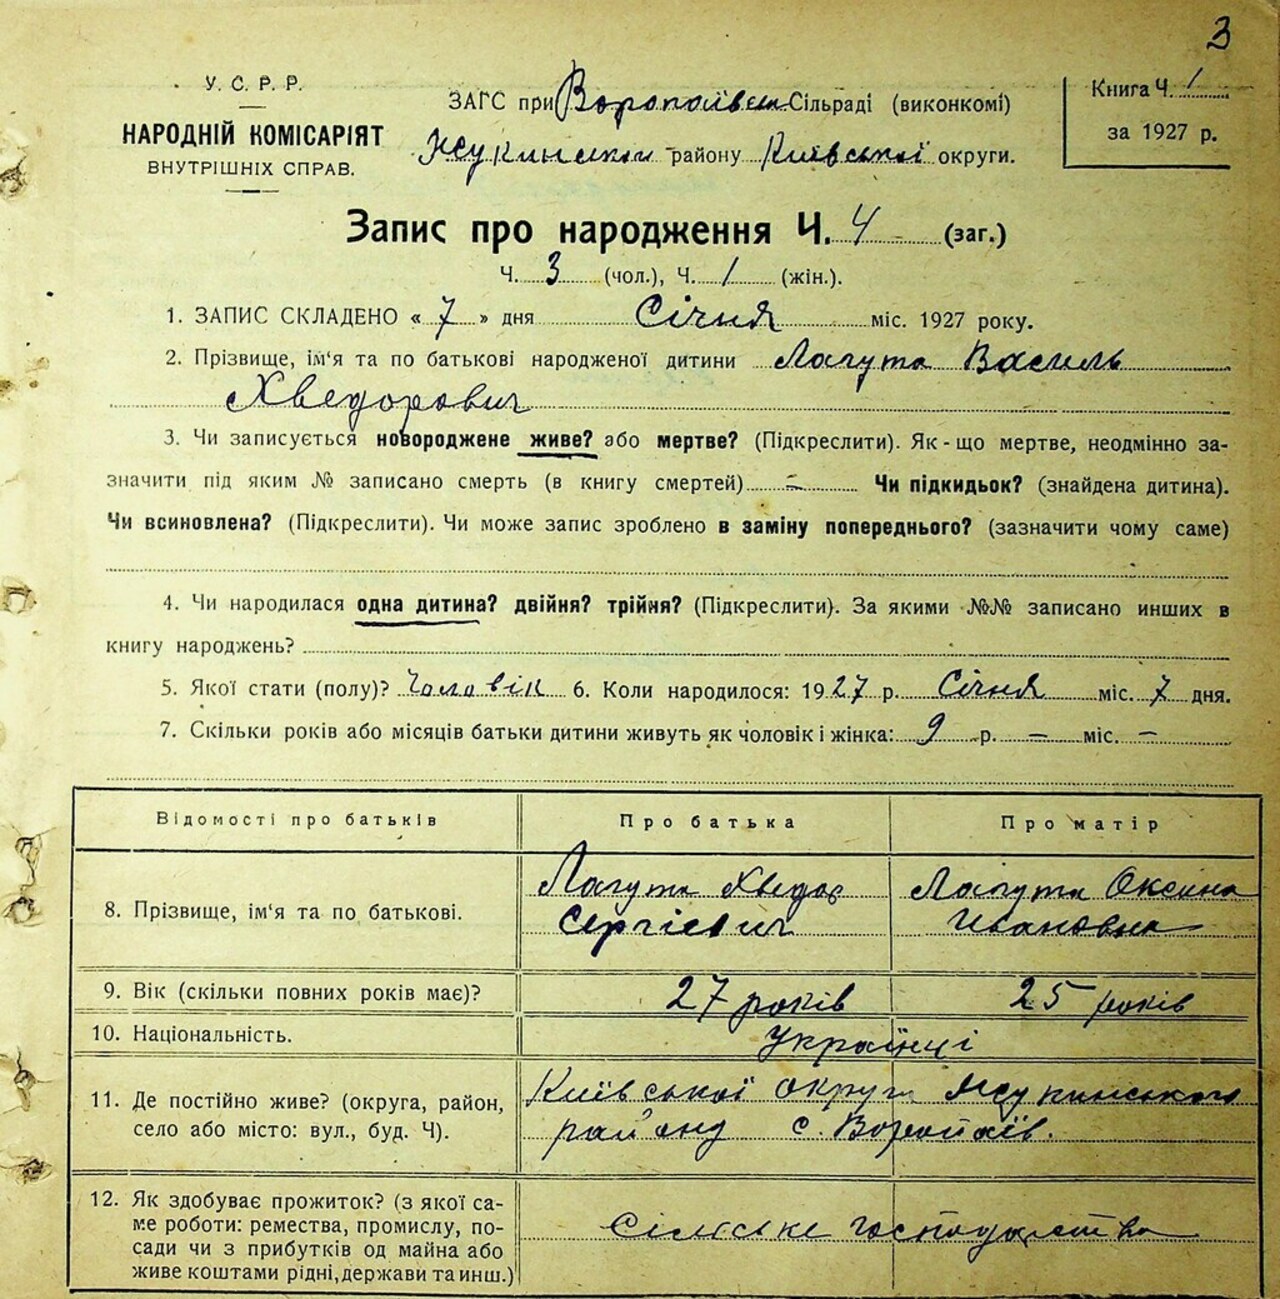 3
У. С. Р. Р.
НАРОДНІЙ КОМІСАРІЯТ
ВНУТРІШНІХ СПРАВ.
ЗАГС при Воропаївськ Сільраді (виконкомі)
району Київської округи.
Книга Ч. 1
за 1927 р.
Запис про народження Ч. 4 (заг.)
Ч. 3 (чол.), Ч. 1 (жін.).
1. ЗАПИС СКЛАДЕНО « 7 » дня Січня міс. 1927 року.
2. Прізвище, ім'я та по батькові народженої дитини Лагута Василь
Хведорович
3. Чи записується новороджене живе? або мертве? (Підкреслити). Як-що мертве, неодмінно за-
значити під яким № записано смерть (в книгу смертей) – Чи підкидьок? (знайдена дитина).
Чи всиновлена? (Підкреслити). Чи може запис зроблено в заміну попереднього? (зазначити чому саме)
4. Чи народилася одна дитина? двійня? трійня? (Підкреслити). За якими №№ записано инших в
книгу народжень?
5. Якої стати (полу)? Чоловік 6. Коли народилося: 1927 р. Січня міс. 7 дня.
7. Скільки років або місяців батьки дитини живуть як чоловік і жінка: 9 р. – міс. –
Відомості про батьків Про батька Про матір
8. Прізвище, ім'я та по батькові.
Лагута Хведор
Сергієвич
Лагута Оксана
Ивановна
9. Вік (скільки повних років має)? 27 років 25 років
10. Національність. Українці
11. Де постійно живе? (округа, район,
село або місто: вул., буд. Ч).
Київської округи
району с. Воропаїв.
12. Як здобуває прожиток? (з якої са-
ме роботи: ремества, промислу, по-
сади чи з прибутків од майна або
живе коштами рідні, держави та инш.)
Сільське господарство